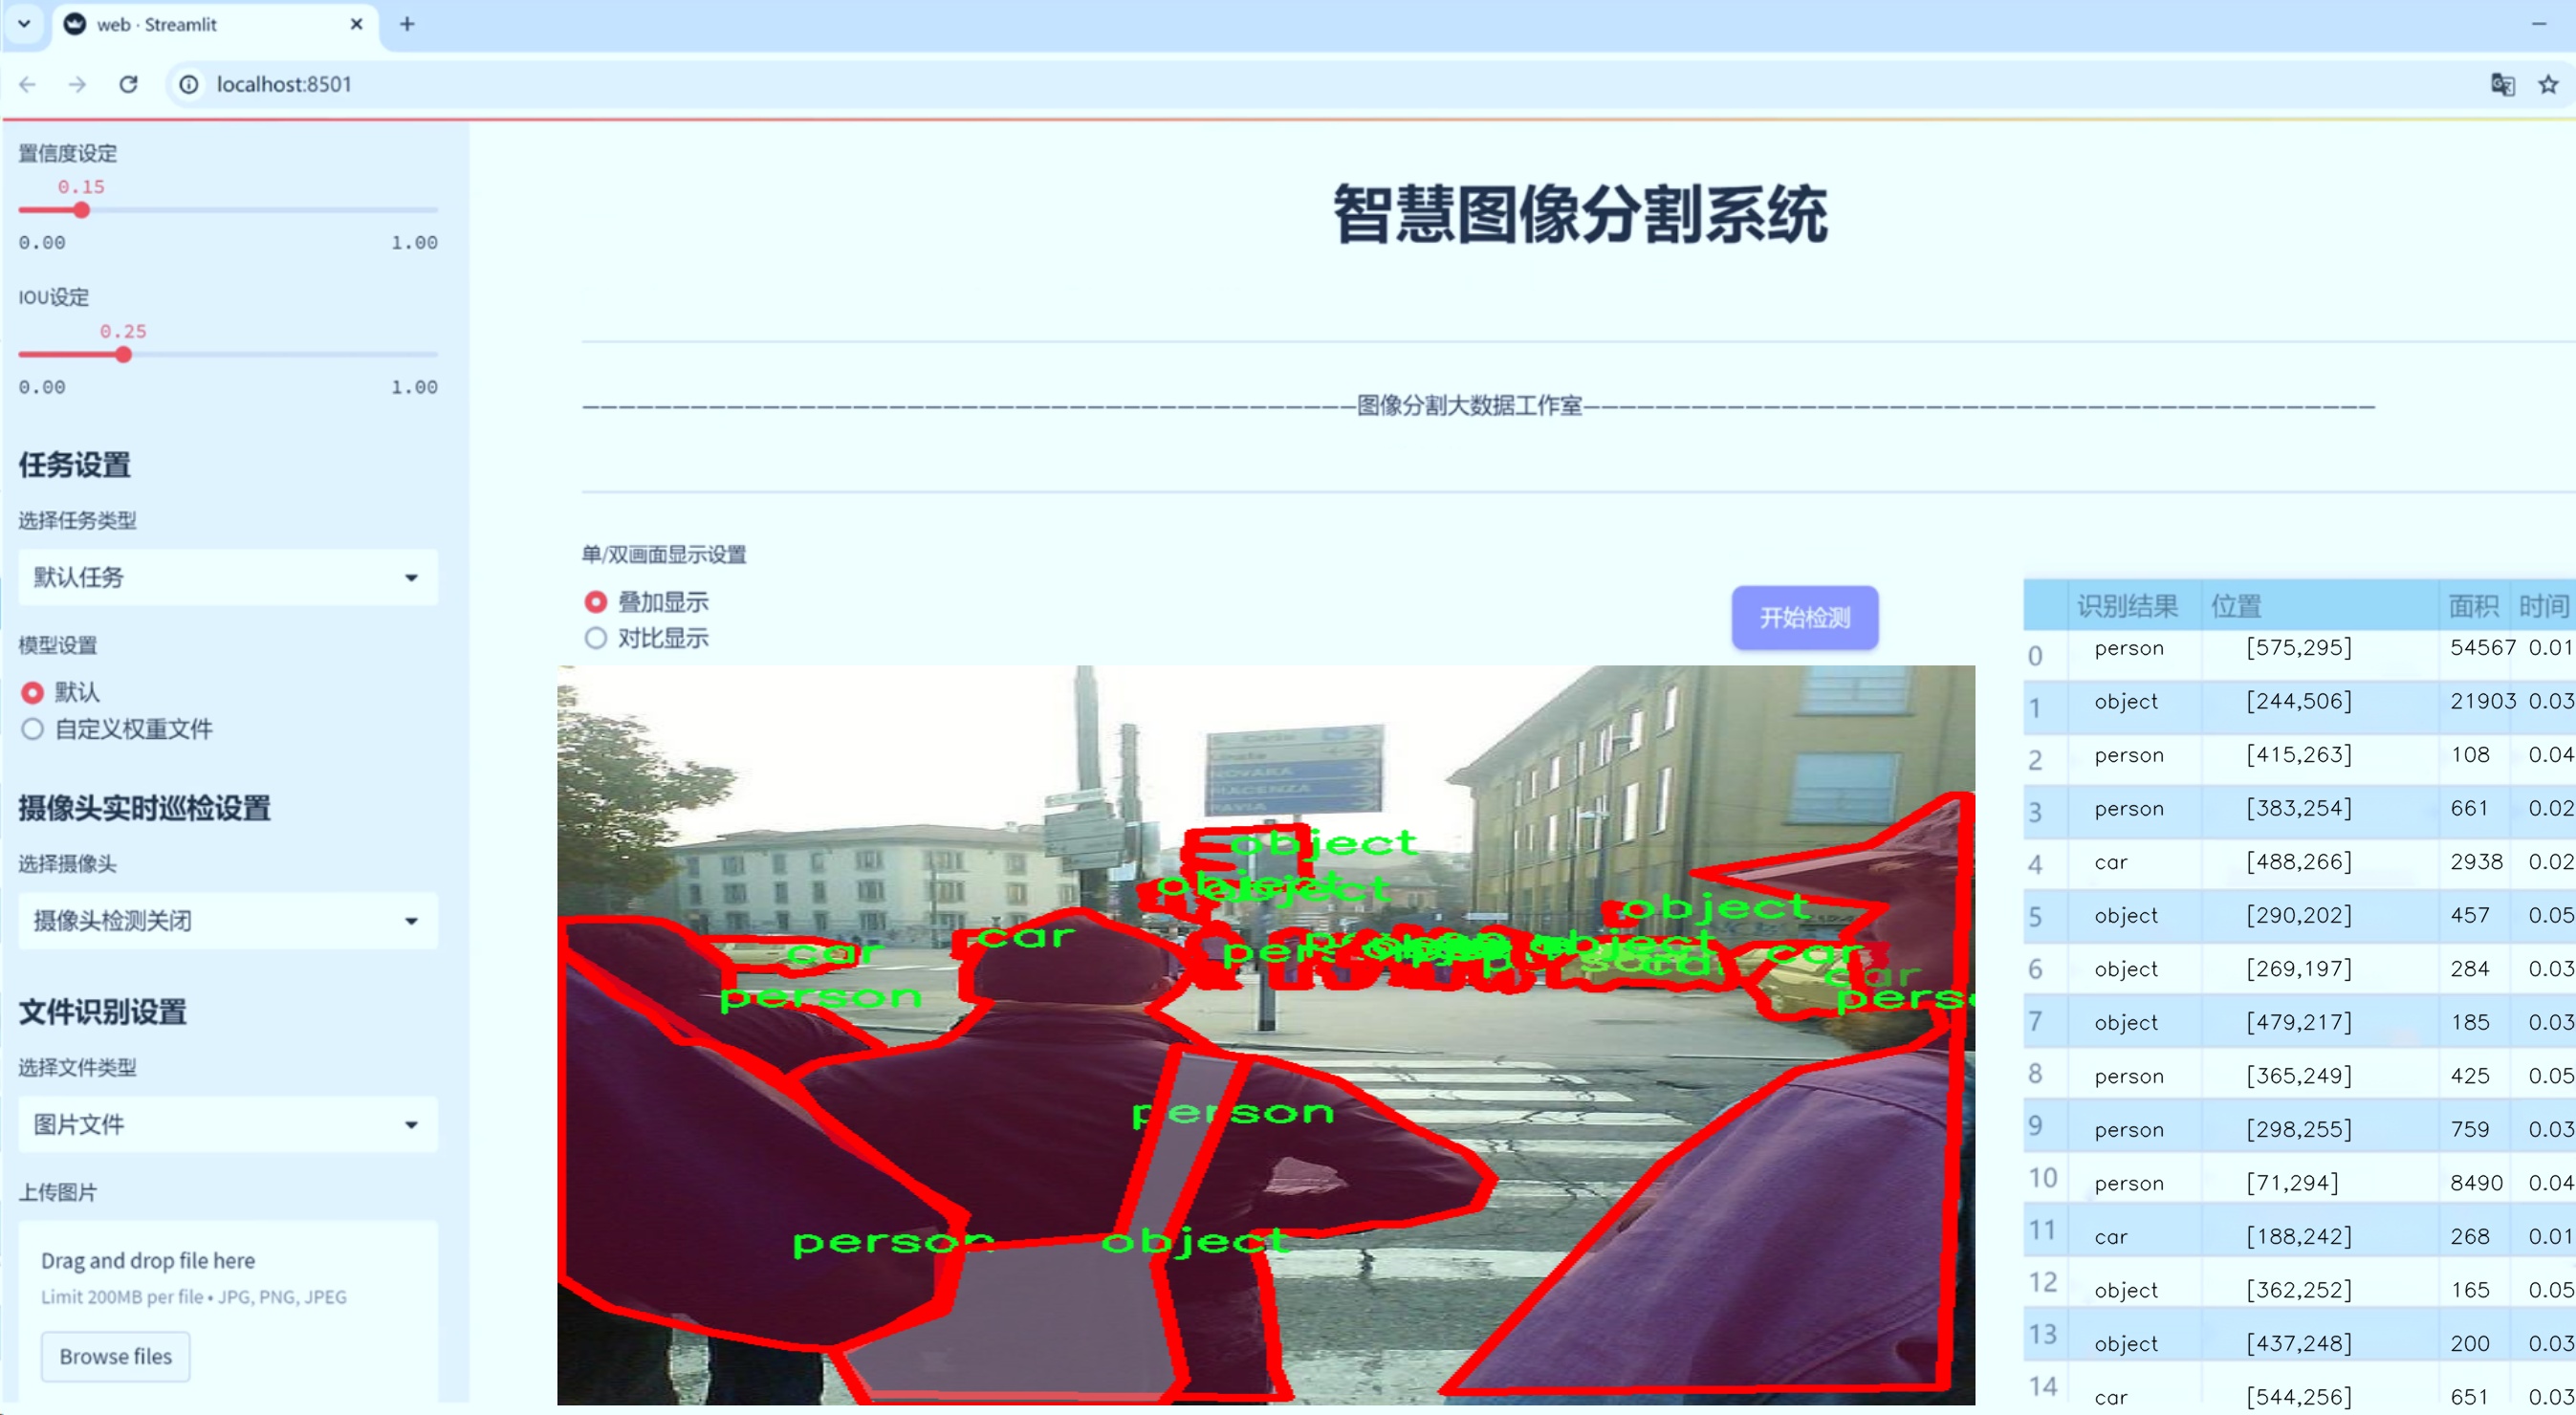 web · Streamlit
localhost:8501
置信度设定
0.15
0.00 1.00
IOU设定
0.25
0.00 1.00
任务设置
选择任务类型
默认任务
模型设置
默认
自定义权重文件
摄像头实时巡检设置
选择摄像头
摄像头检测关闭
文件识别设置
选择文件类型
图片文件
上传图片
Drag and drop file here
Limit 200MB per file • JPG, PNG, JPEG
Browse files
智慧图像分割系统
图像分割大数据工作室
单/双画面显示设置
叠加显示
对比显示
开始检测
NOVARA
PIACENZA
PAVIA
object
object
object
object
car
car
object
car
car
person
person
person
object
识别结果 位置 面积 时间
0 person [575,295] 54567 0.01
1 object [244,506] 21903 0.03
2 person [415,263] 108 0.04
3 person [383,254] 661 0.02
4 car [488,266] 2938 0.02
5 object [290,202] 457 0.05
6 object [269,197] 284 0.03
7 object [479,217] 185 0.03
8 person [365,249] 425 0.05
9 person [298,255] 759 0.03
10 person [71,294] 8490 0.04
11 car [188,242] 268 0.01
12 object [362,252] 165 0.05
13 object [437,248] 200 0.03
14 car [544,256] 651 0.03